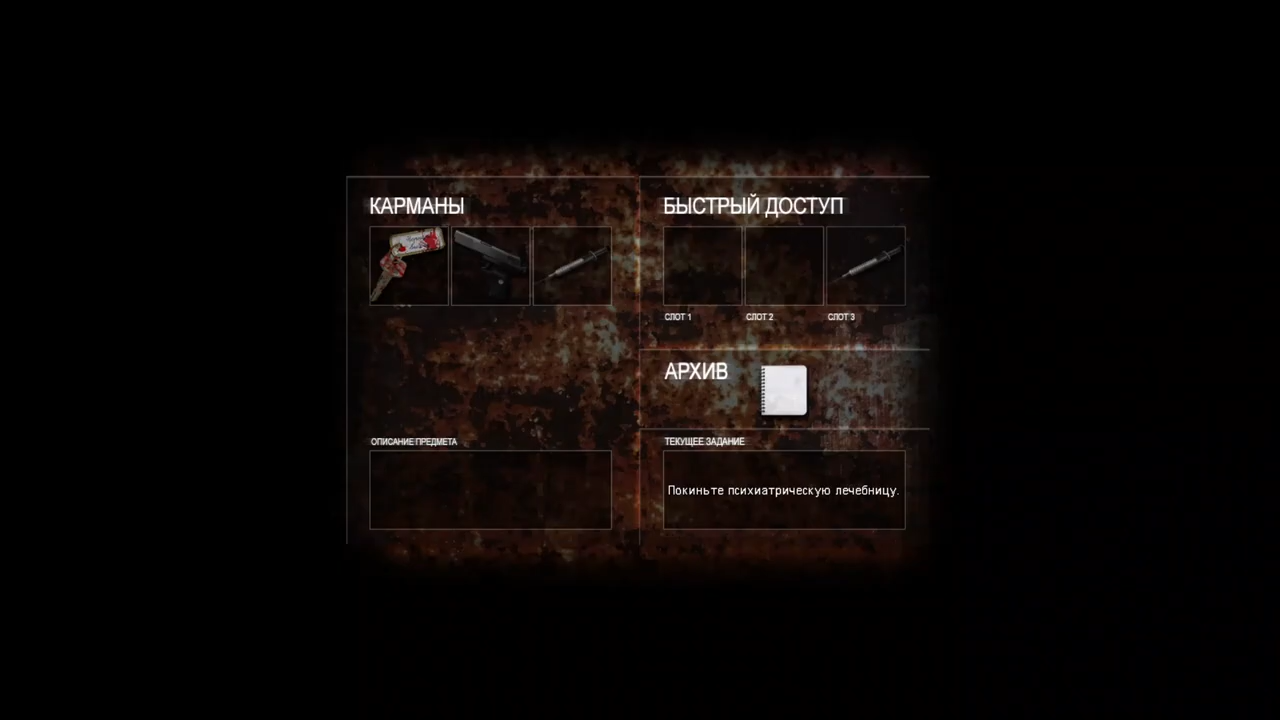 КАРМАНЫ
БЫСТРЫЙ ДОСТУП
СЛОТ 1
СЛОТ 2
СЛОТ 3
АРХИВ
ОПИСАНИЕ ПРЕДМЕТА
ТЕКУЩЕЕ ЗАДАНИЕ
Покиньте психиатрическую лечебницу.